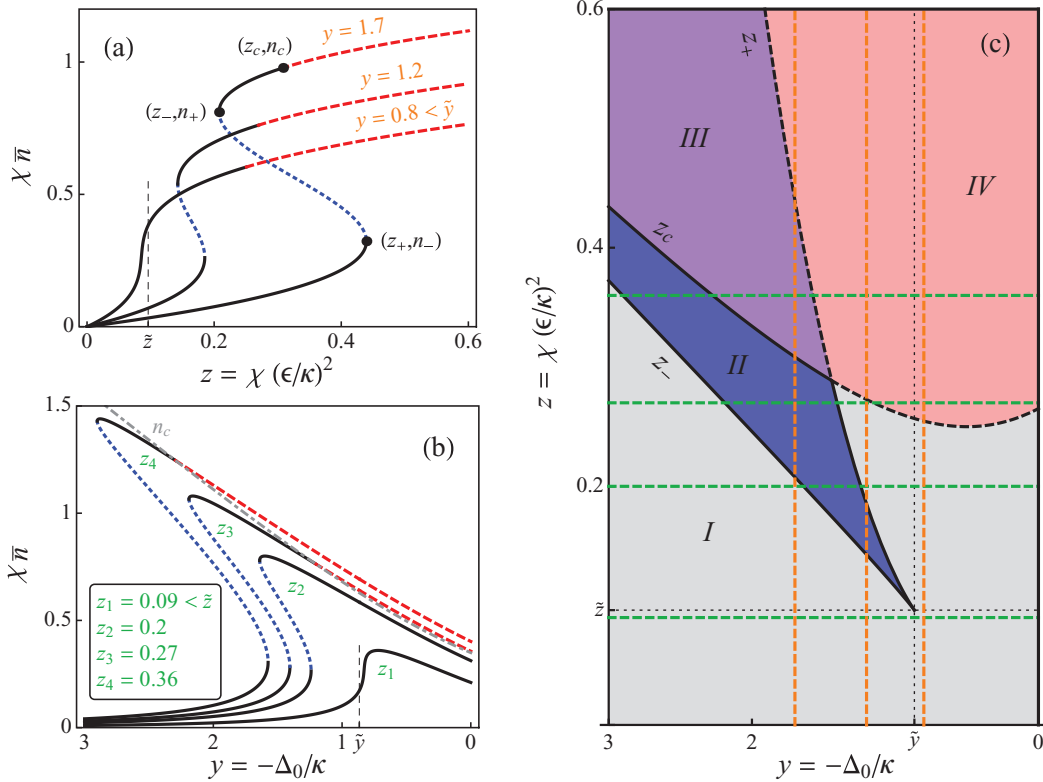 (a)
(z_c,n_c)
y = 1.7
y = 1.2
y = 0.8 < ỹ
(z_−,n_+)
(z_+,n_−)
χ n̅
1
0.5
0
0
z̃
0.2
0.4
0.6
z = χ (ϵ/κ)²
(b)
χ n̅
1.5
1
0.5
0
n_c
z_4
z_3
z_2
z_1
z_1 = 0.09 < z̃
z_2 = 0.2
z_3 = 0.27
z_4 = 0.36
3
2
1
ỹ
0
y = −Δ_0/κ
(c)
z = χ (ϵ/κ)²
0.6
0.4
0.2
z̃
z_+
III
IV
z_c
II
z_−
I
3
2
1
ỹ
0
y = −Δ_0/κ